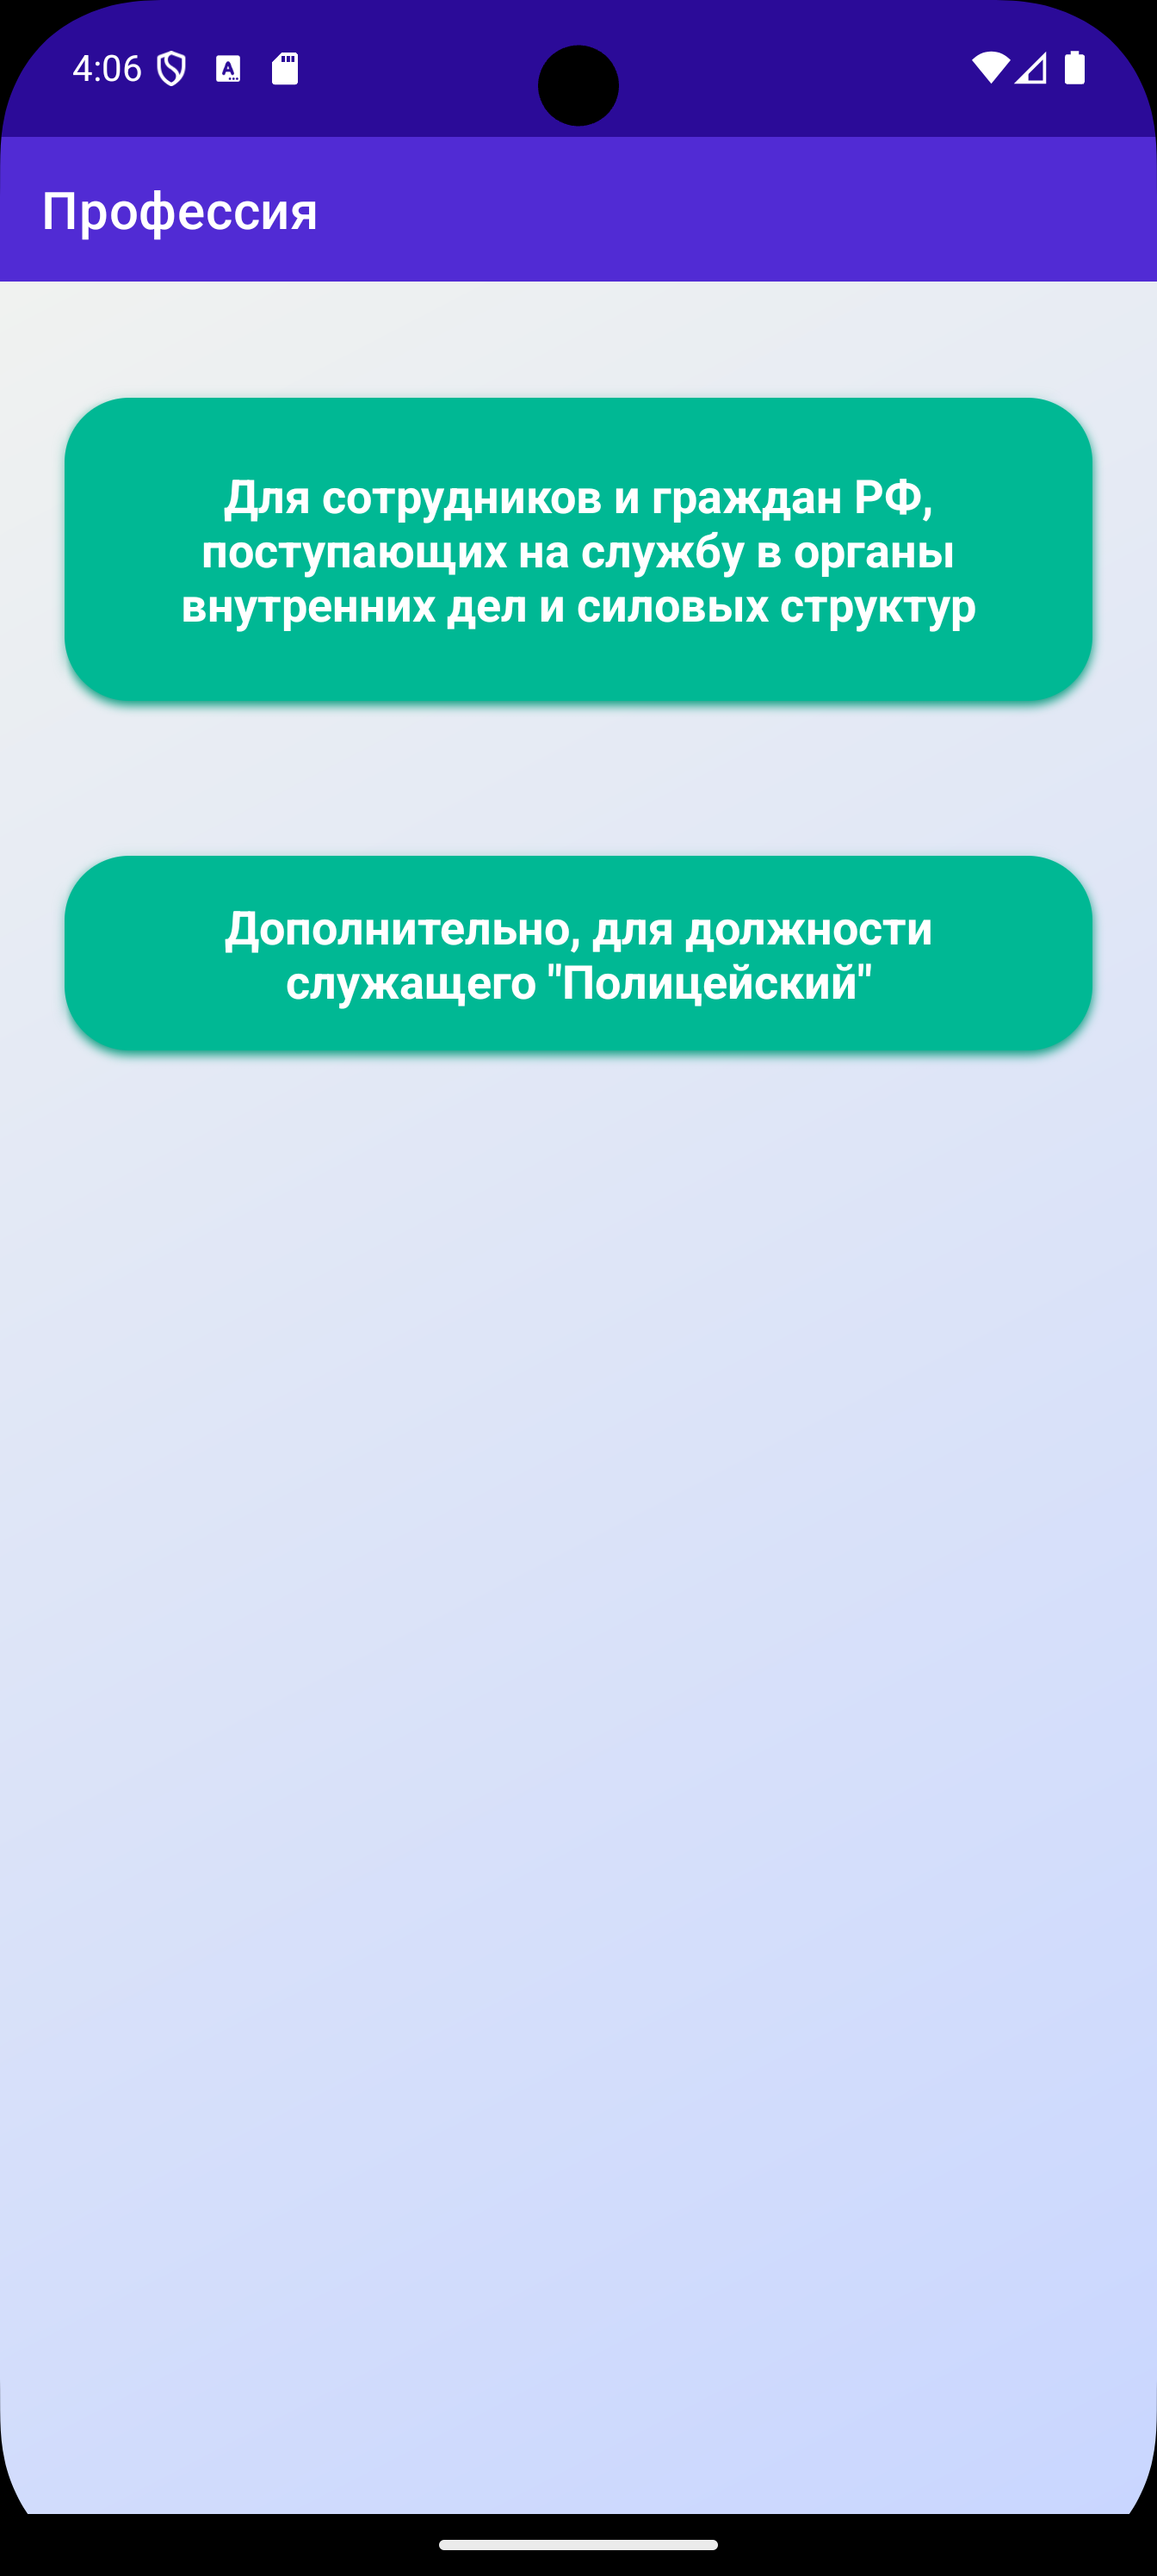 4:06
Профессия
Для сотрудников и граждан РФ,
поступающих на службу в органы
внутренних дел и силовых структур
Дополнительно, для должности
служащего "Полицейский"